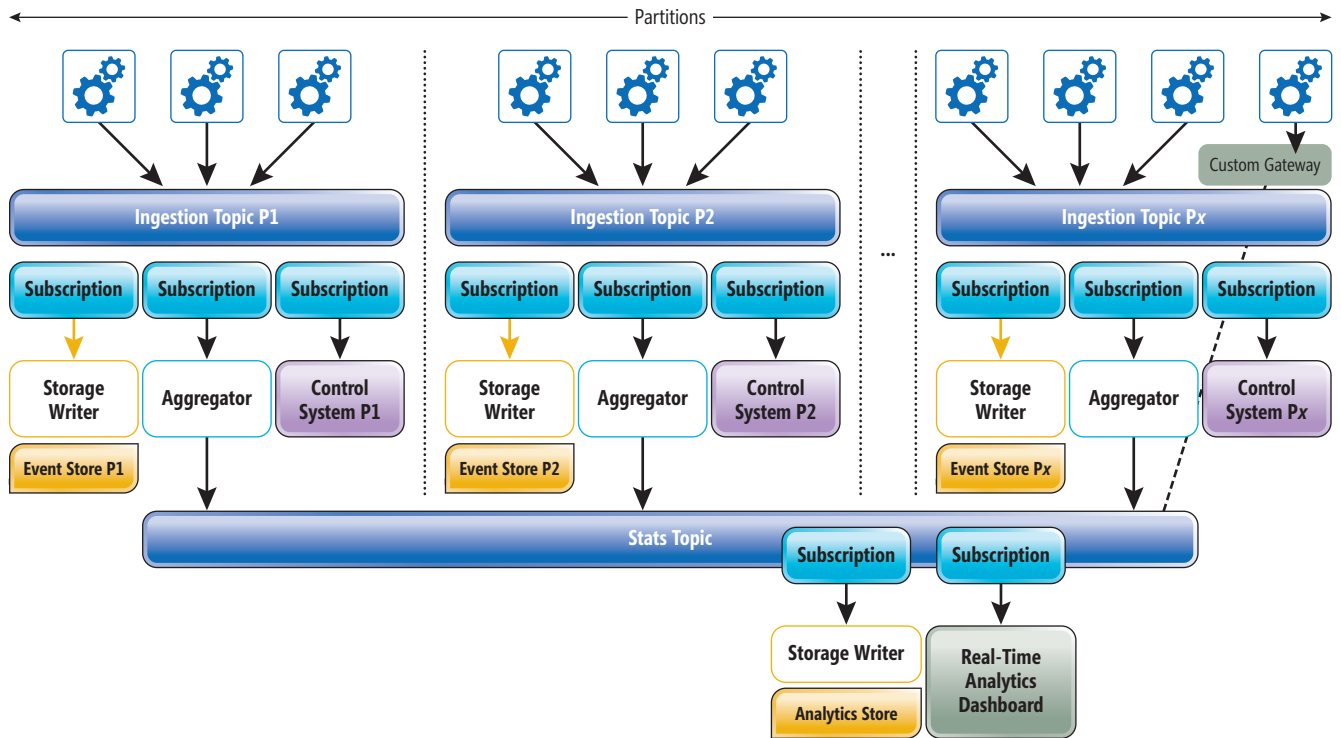 Partitions
Custom Gateway
Ingestion Topic P1
Ingestion Topic P2
Ingestion Topic Px
...
Subscription
Subscription
Subscription
Subscription
Subscription
Subscription
Subscription
Subscription
Subscription
Storage
Writer
Aggregator
Control
System P1
Storage
Writer
Aggregator
Control
System P2
Storage
Writer
Aggregator
Control
System Px
Event Store P1
Event Store P2
Event Store Px
Stats Topic
Subscription
Subscription
Storage Writer
Analytics Store
Real-Time
Analytics
Dashboard